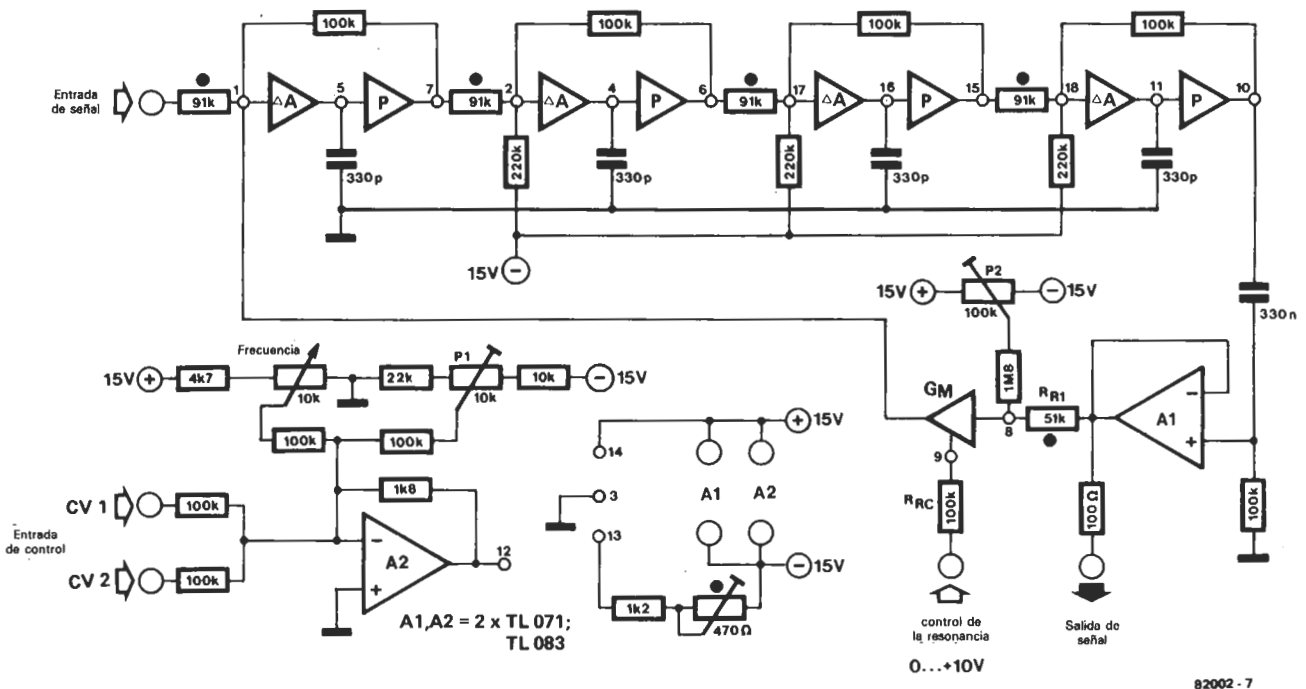 100k
100k
100k
100k
Entrada
de señal
91k
1
△A
5
P
7
91k
2
△A
4
P
6
91k
17
△A
16
P
15
91k
18
△A
11
P
10
330p
220k
330p
220k
330p
220k
330p
15V
−
15V
+
P2
100k
−
15V
330n
Frecuencia
15V
+
4k7
10k
22k
P1
10k
10k
−
15V
100k
100k
1k8
CV 1
100k
Entrada
de control
CV 2
100k
−
A2
+
12
A1,A2 = 2 x TL 071;
TL 083
15V
+
14
3
13
A1
A2
−
15V
1k2
470Ω
GM
1M8
8
RR1
51k
A1
−
+
9
RRC
100k
100Ω
100k
control de
la resonancia
0...+10V
Salida de
señal
82002 - 7